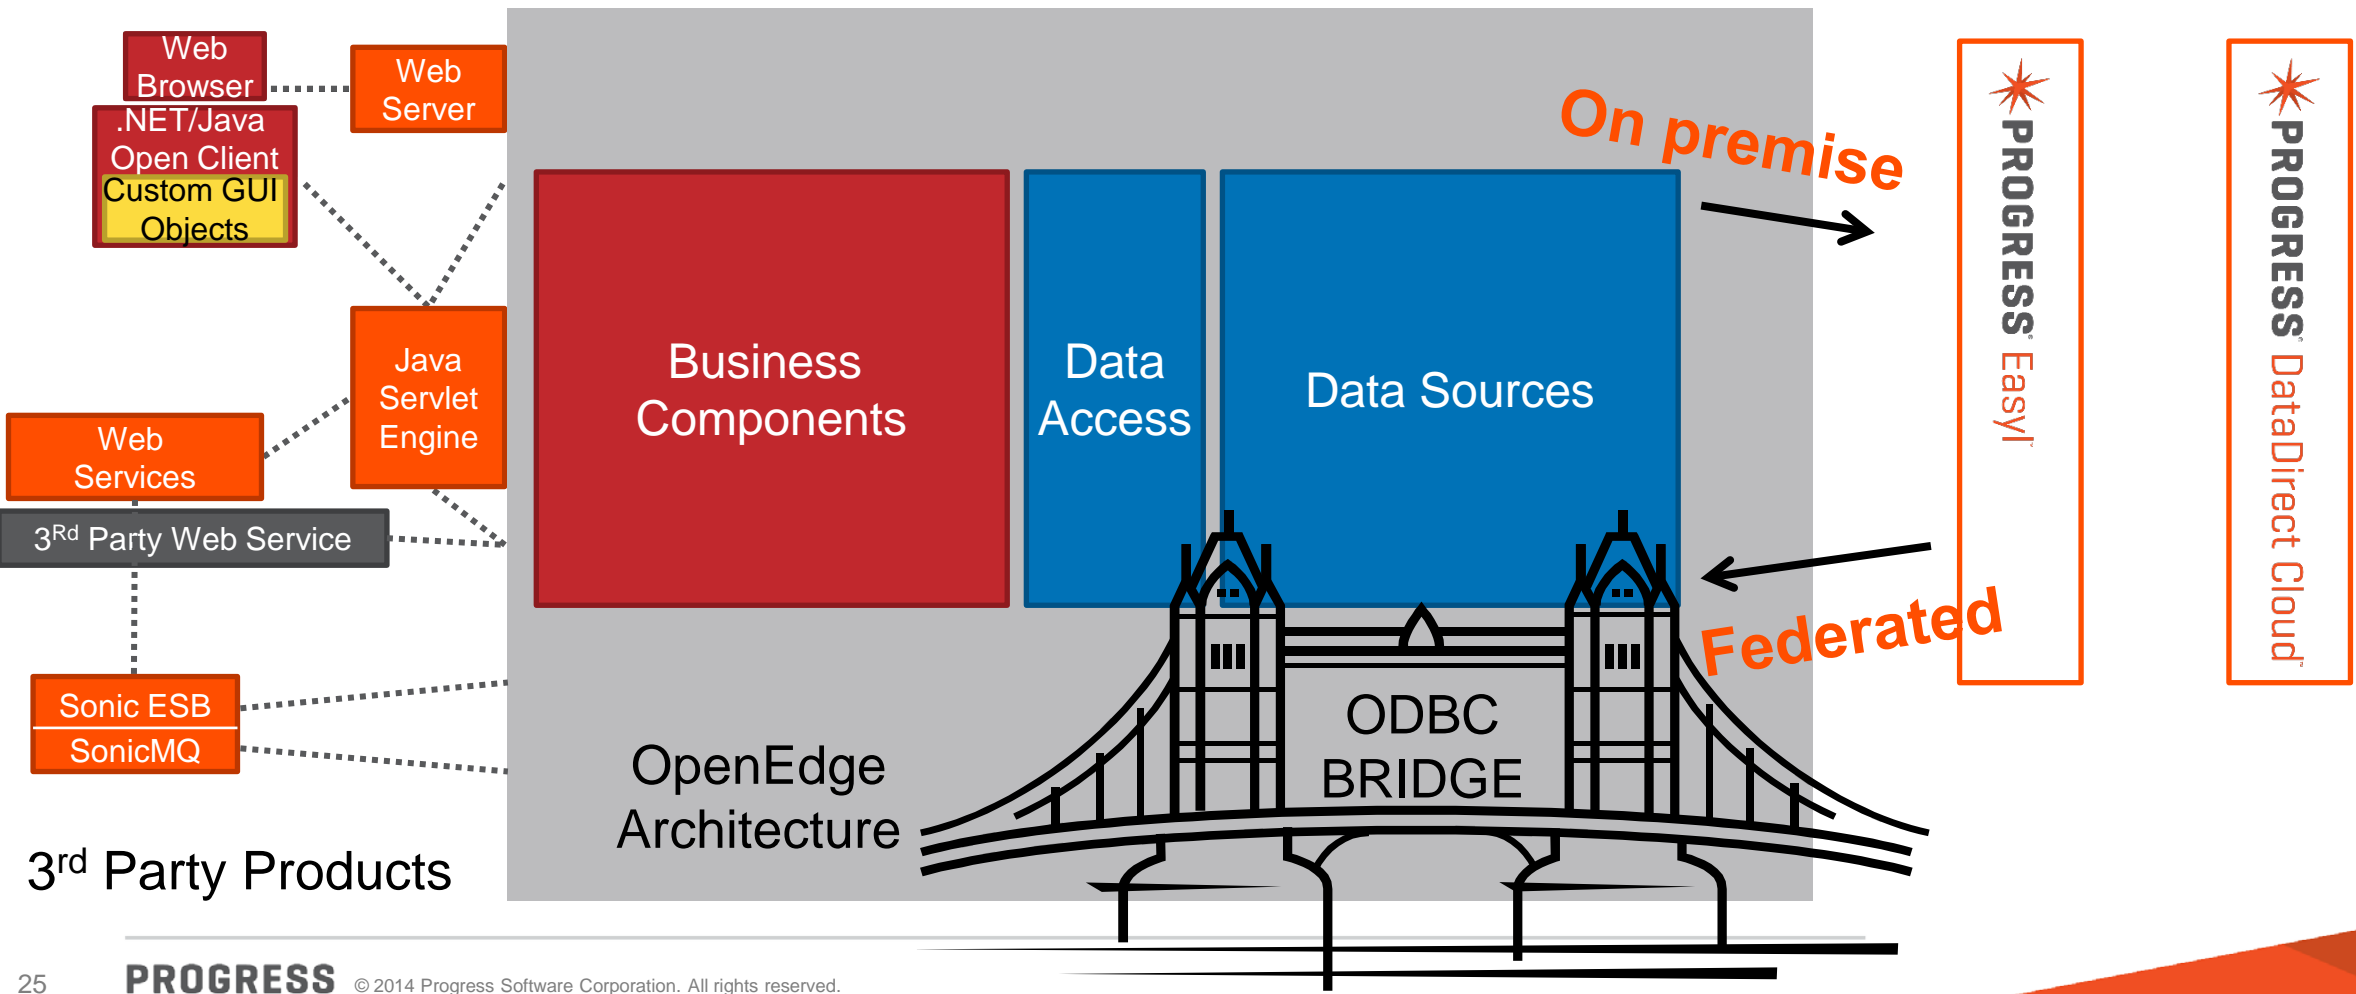 Web
Browser
.NET/Java
Open Client
Custom GUI
Objects
Web
Server
Java
Servlet
Engine
Web
Services
3Rd Party Web Service
Sonic ESB
SonicMQ
3rd Party Products
Business
Components
Data
Access
Data Sources
OpenEdge
Architecture
ODBC
BRIDGE
On premise
Federated
PROGRESS Easyl
PROGRESS DataDirect Cloud
25
PROGRESS
© 2014 Progress Software Corporation. All rights reserved.